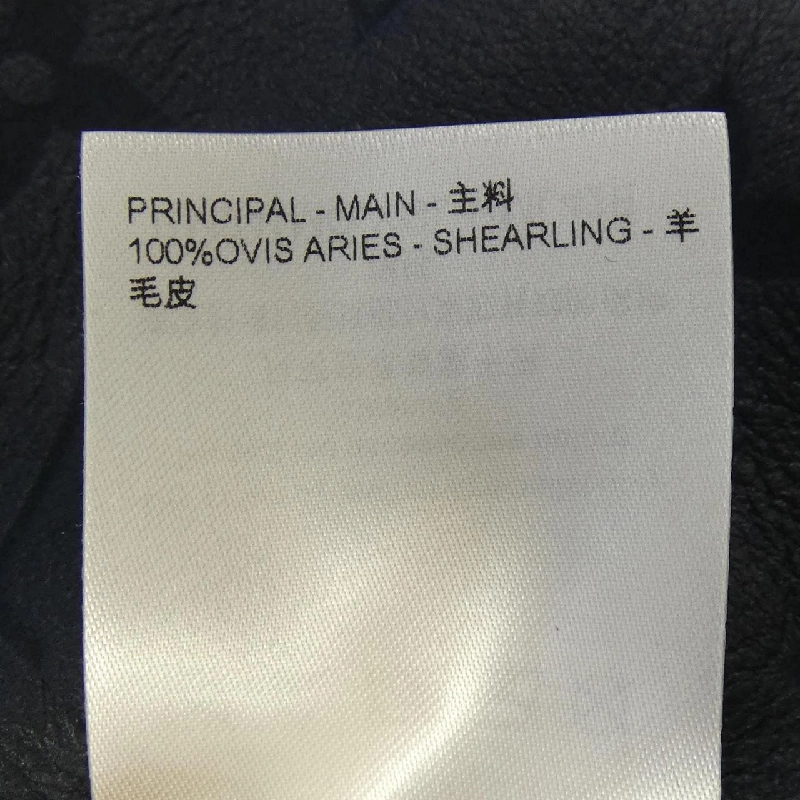 PRINCIPAL - MAIN - 主料
100%OVIS ARIES - SHEARLING - 羊
毛皮